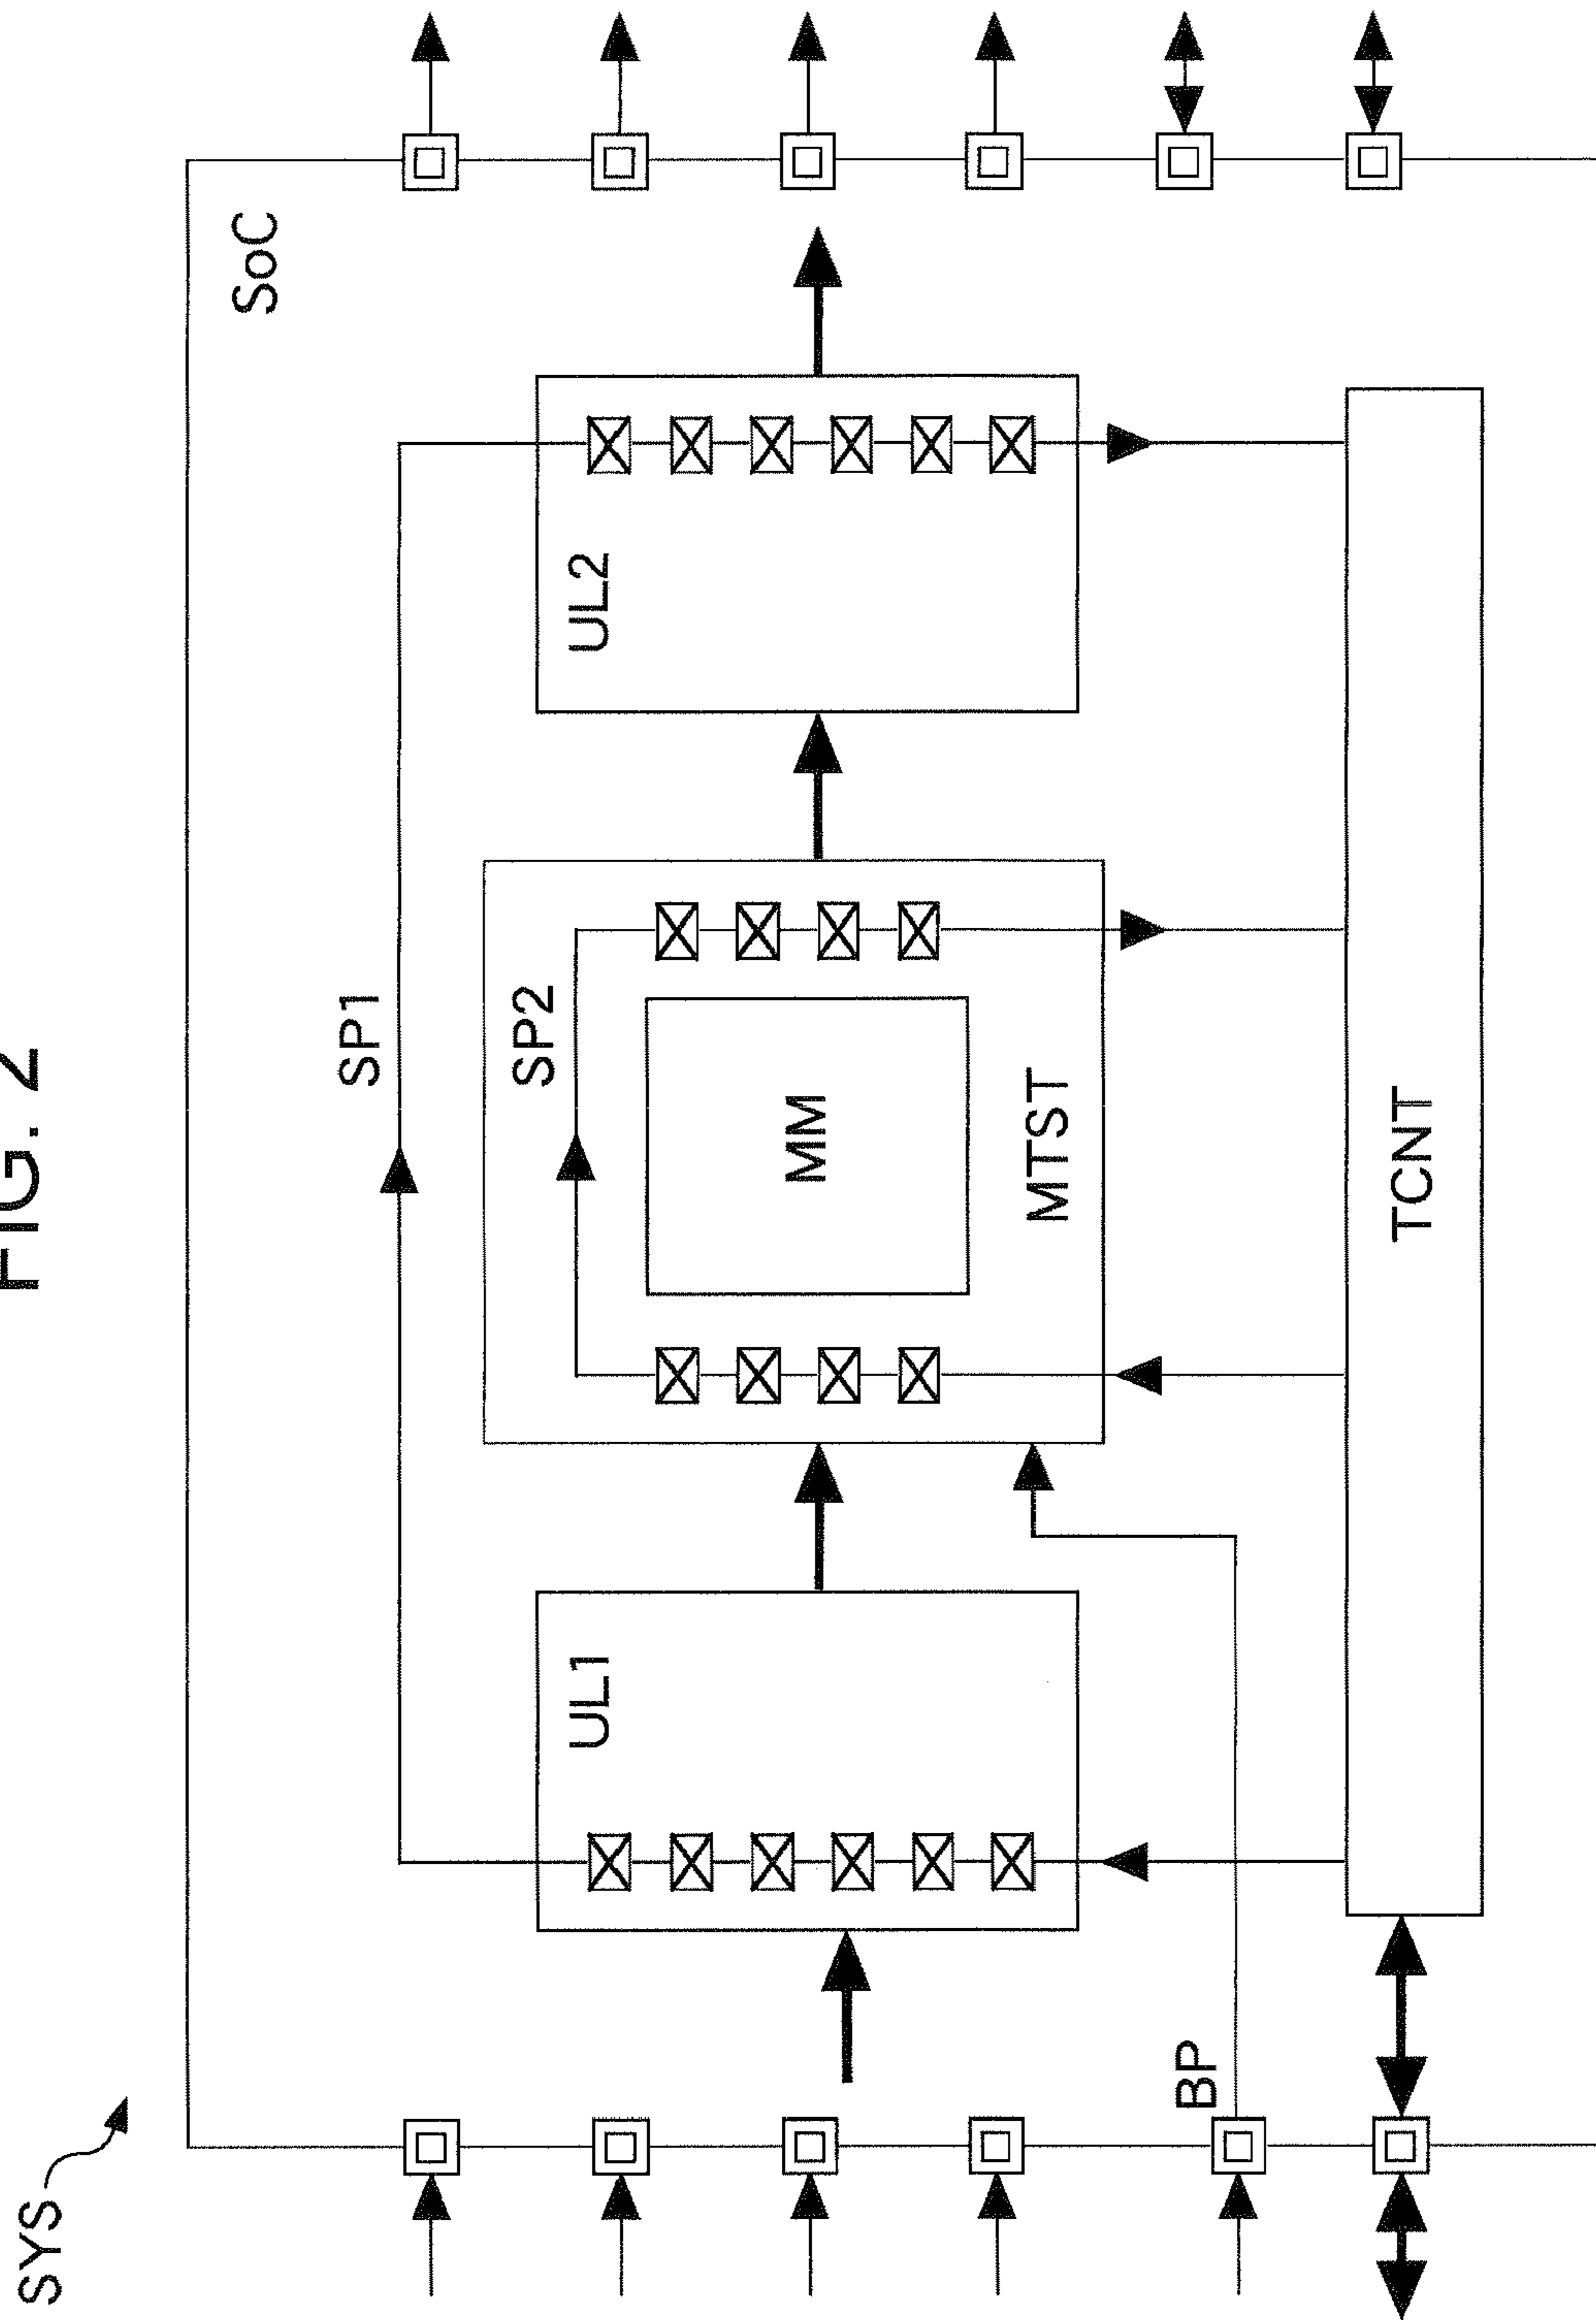 FIG. 2
SYS
SoC
SP1
SP2
UL1
UL2
MM
MTST
BP
TCNT